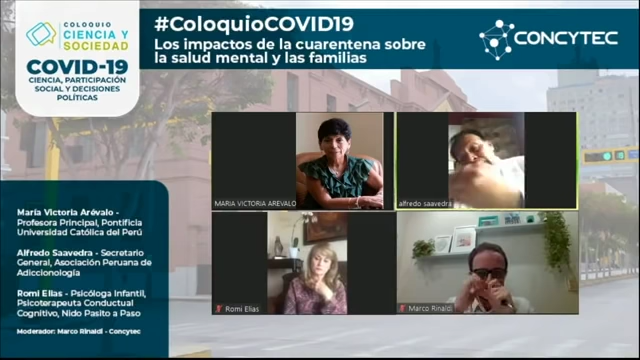 COLOQUIO
CIENCIA Y
SOCIEDAD
COVID-19
CIENCIA, PARTICIPACIÓN
SOCIAL Y DECISIONES
POLÍTICAS
#ColoquioCOVID19
Los impactos de la cuarentena sobre
la salud mental y las familias
CONCYTEC
MARIA VICTORIA AREVALO
alfredo saavedra
Romi Elias
Marco Rinaldi
María Victoria Arévalo -
Profesora Principal, Pontificia
Universidad Católica del Perú
Alfredo Saavedra - Secretario
General, Asociación Peruana de
Adiccionología
Romi Elías - Psicóloga Infantil,
Psicoterapeuta Conductual
Cognitivo, Nido Pasito a Paso
Moderador: Marco Rinaldi - Concytec